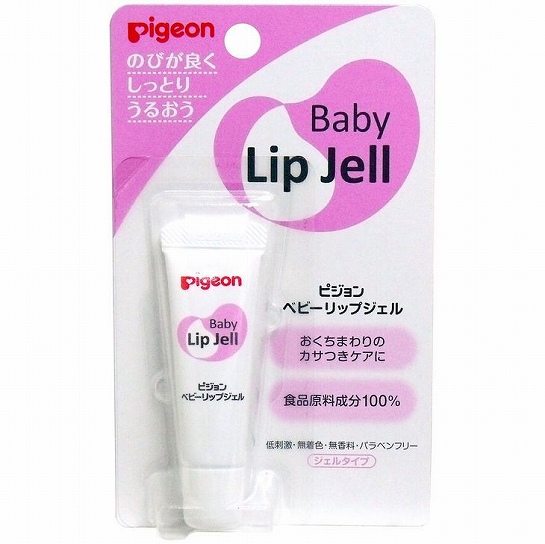 pigeon
のびが良く
しっとり
うるおう
Baby
Lip Jell
ピジョン
ベビーリップジェル
おくちまわりの
カサつきケアに
食品原料成分100%
低刺激・無着色・無香料・パラベンフリー
ジェルタイプ
pigeon
Baby
Lip Jell
ピジョン
ベビーリップジェル